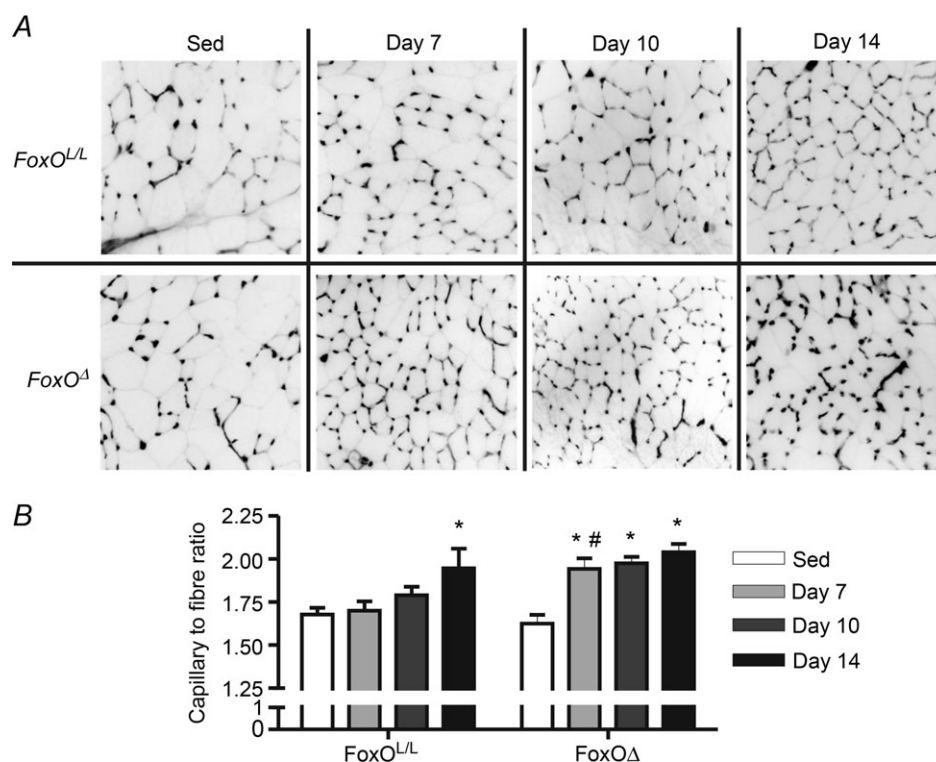 A
Sed Day 7 Day 10 Day 14
FoxO^L/L
FoxO^Δ
B
Capillary to fibre ratio
2.25
2.00
1.75
1.50
1.25
1
0
*
* # * *
FoxO^L/L FoxOΔ
Sed
Day 7
Day 10
Day 14